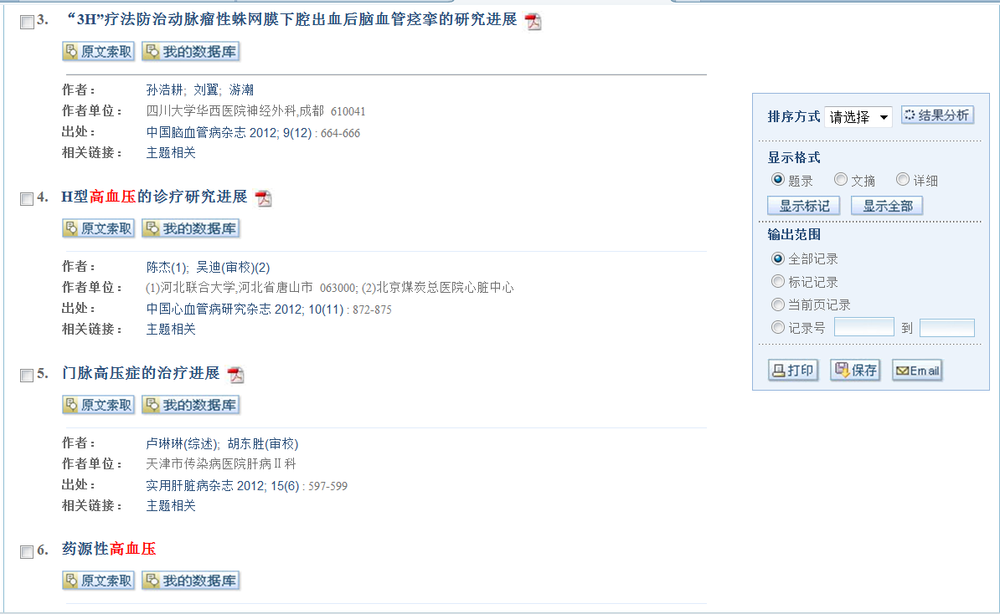 3. “3H”疗法防治动脉瘤性蛛网膜下腔出血后脑血管痉挛的研究进展
原文索取 我的数据库
作者： 孙浩耕; 刘翼; 游潮
作者单位： 四川大学华西医院神经外科,成都 610041
出处： 中国脑血管病杂志 2012; 9(12) : 664-666
相关链接： 主题相关
4. H型高血压的诊疗研究进展
原文索取 我的数据库
作者： 陈杰(1); 吴迪(审校)(2)
作者单位： (1)河北联合大学,河北省唐山市 063000; (2)北京煤炭总医院心脏中心
出处： 中国心血管病研究杂志 2012; 10(11) : 872-875
相关链接： 主题相关
5. 门脉高压症的治疗进展
原文索取 我的数据库
作者： 卢琳琳(综述); 胡东胜(审校)
作者单位： 天津市传染病医院肝病Ⅱ科
出处： 实用肝脏病杂志 2012; 15(6) : 597-599
相关链接： 主题相关
6. 药源性高血压
原文索取 我的数据库
排序方式 请选择 结果分析
显示格式
题录 文摘 详细
显示标记 显示全部
输出范围
全部记录
标记记录
当前页记录
记录号 到
打印 保存 Email